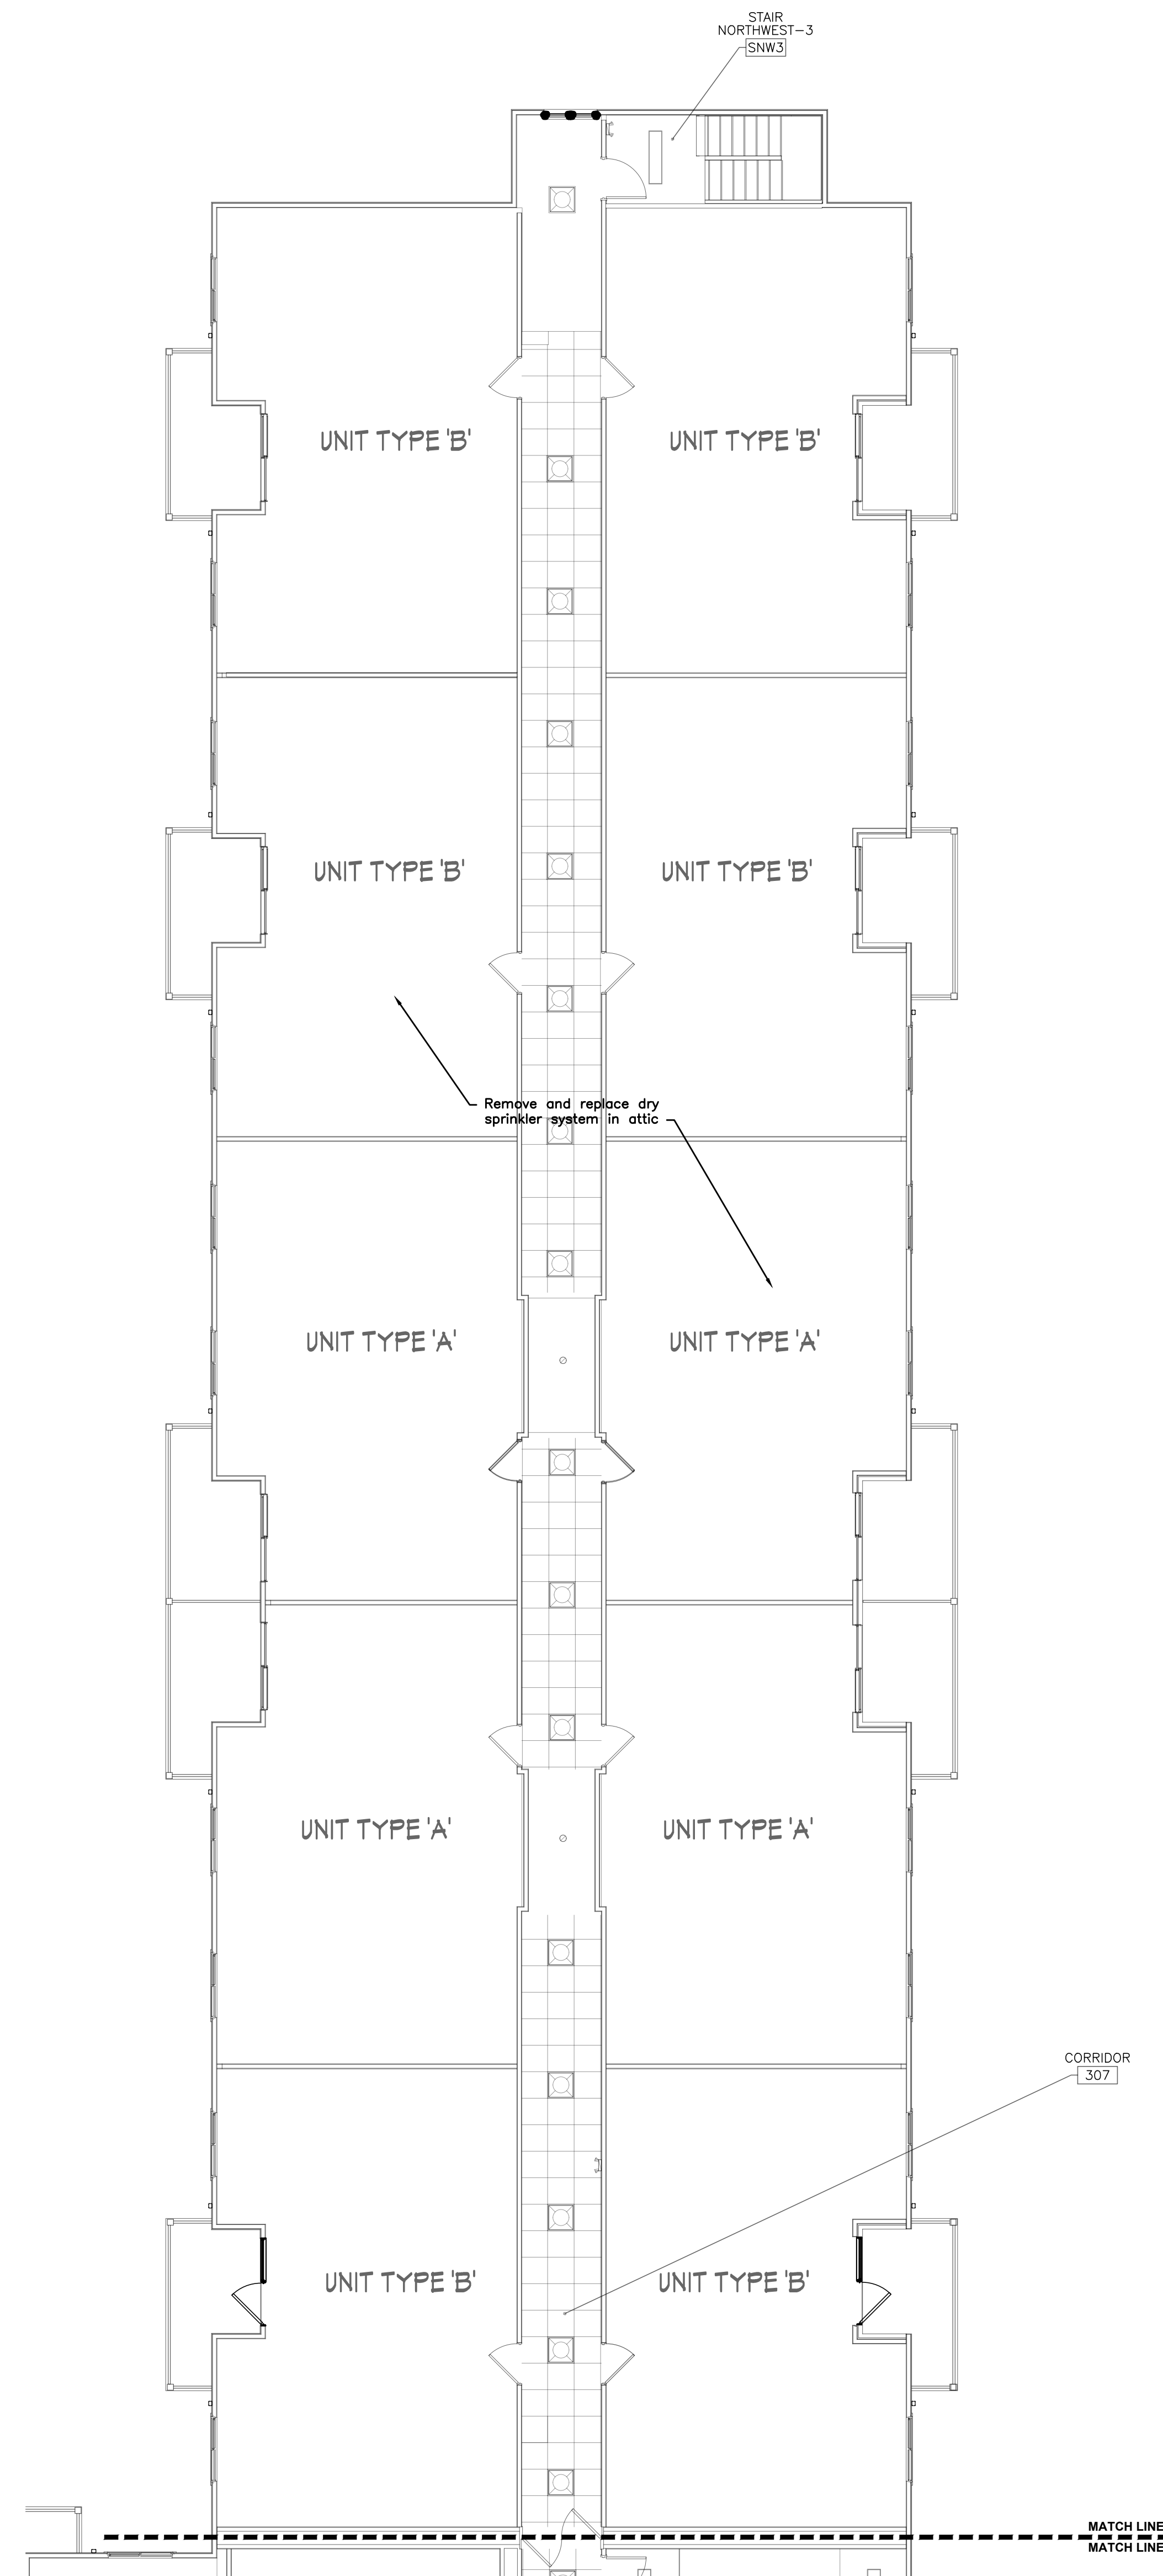 STAIR
NORTHWEST-3
SNW3
UNIT TYPE 'B'
UNIT TYPE 'B'
UNIT TYPE 'B'
UNIT TYPE 'B'
Remove and replace dry
sprinkler system in attic
UNIT TYPE 'A'
UNIT TYPE 'A'
UNIT TYPE 'A'
UNIT TYPE 'A'
CORRIDOR
307
UNIT TYPE 'B'
UNIT TYPE 'B'
MATCH LINE
MATCH LINE